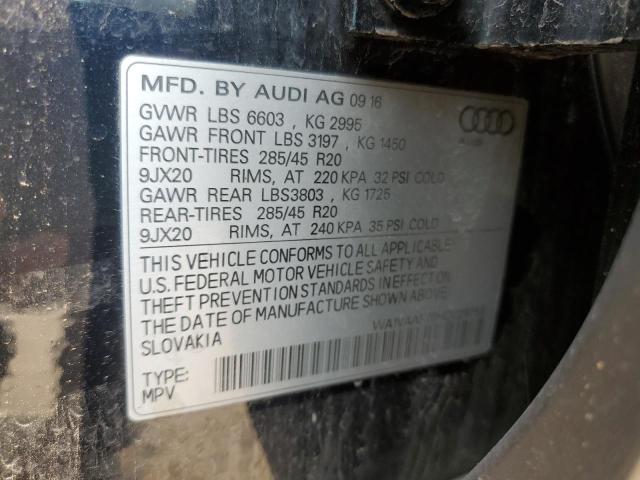 MFD. BY AUDI AG 09 16
GVWR LBS 6603 , KG 2995
GAWR FRONT LBS 3197 , KG 1450
FRONT-TIRES 285/45 R20
9JX20 RIMS, AT 220 KPA 32 PSI COLD
GAWR REAR LBS3803 , KG 1725
REAR-TIRES 285/45 R20
9JX20 RIMS, AT 240 KPA 35 PSI COLD
THIS VEHICLE CONFORMS TO ALL APPLICABLE
U.S. FEDERAL MOTOR VEHICLE SAFETY AND
THEFT PREVENTION STANDARDS IN EFFECT ON
THE DATE OF MANUFACTURE SHOWN ABOVE.
SLOVAKIA
TYPE:
MPV